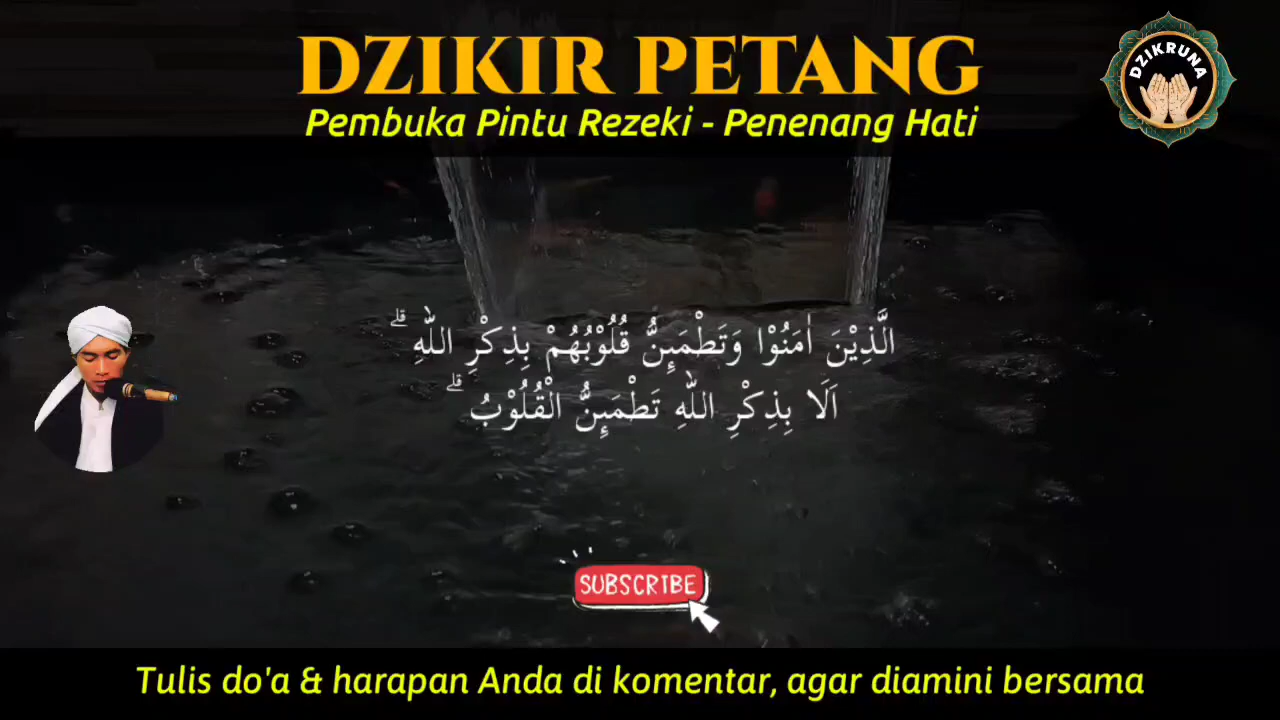 DZIKIR PETANG
Pembuka Pintu Rezeki - Penenang Hati
DZIKRUNA
الَّذِيْنَ اٰمَنُوْا وَتَطْمَىِٕنُّ قُلُوْبُهُمْ بِذِكْرِ اللّٰهِ ۗ
اَلَا بِذِكْرِ اللّٰهِ تَطْمَىِٕنُّ الْقُلُوْبُ ۗ
SUBSCRIBE
Tulis do'a & harapan Anda di komentar, agar diamini bersama